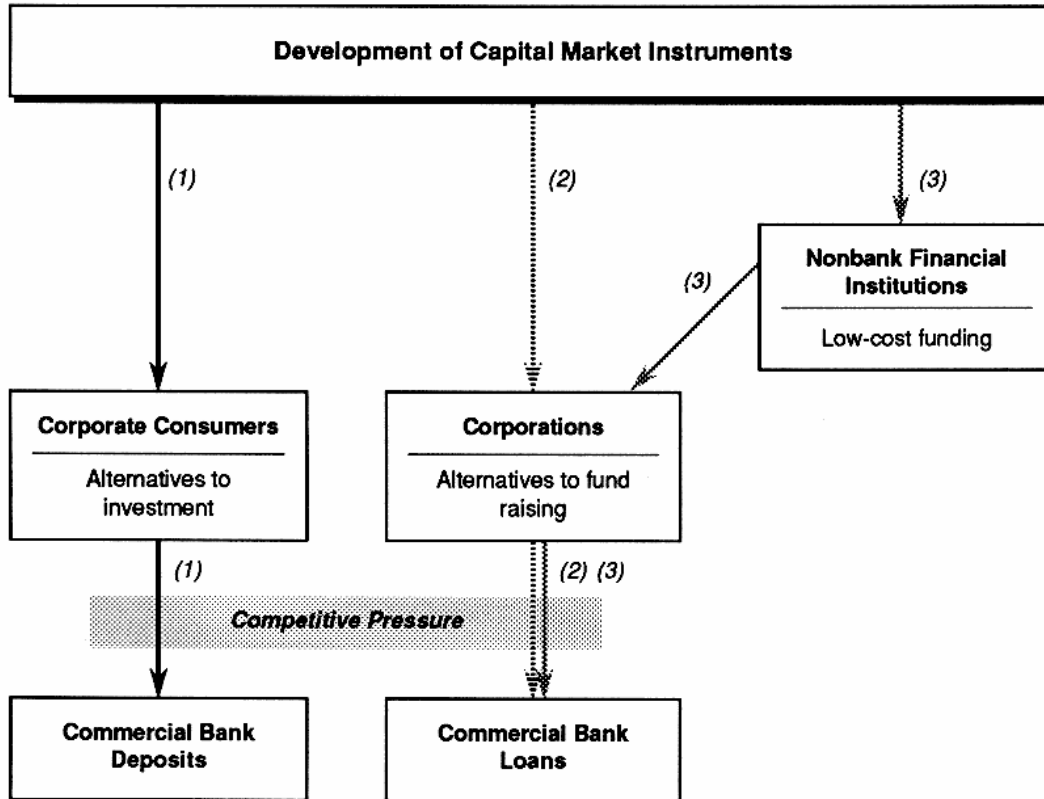 Development of Capital Market Instruments
(1)
(2)
(3)
Nonbank Financial
Institutions
Low-cost funding
(3)
Corporate Consumers
Alternatives to
investment
Corporations
Alternatives to fund
raising
(1)
(2) (3)
Competitive Pressure
Commercial Bank
Deposits
Commercial Bank
Loans